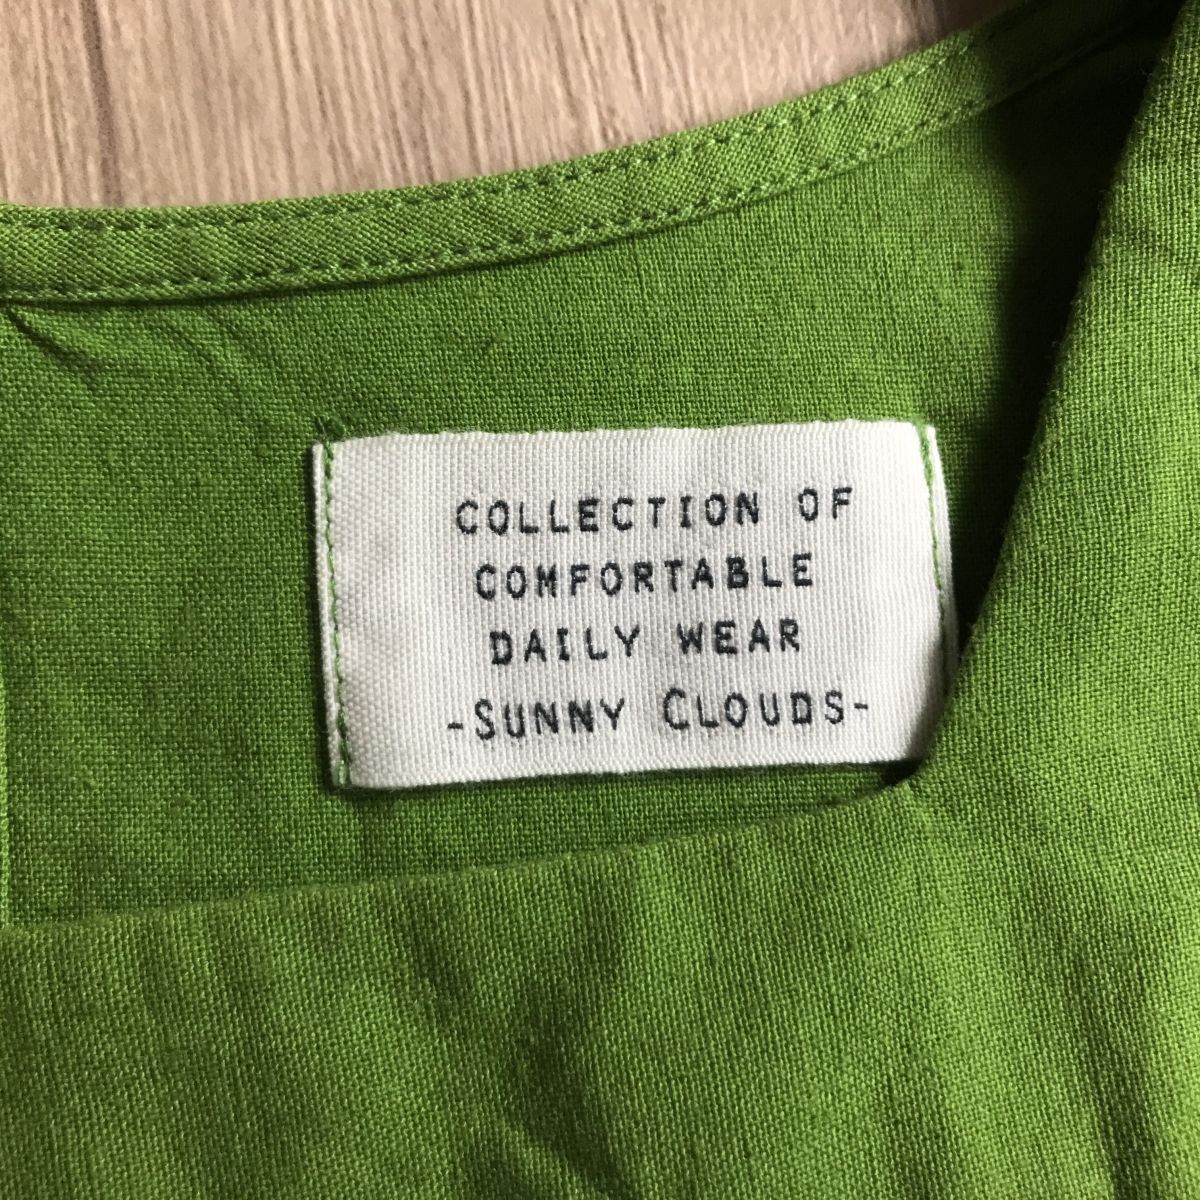 COLLECTION OF
COMFORTABLE
DAILY WEAR
-SUNNY CLOUDS-